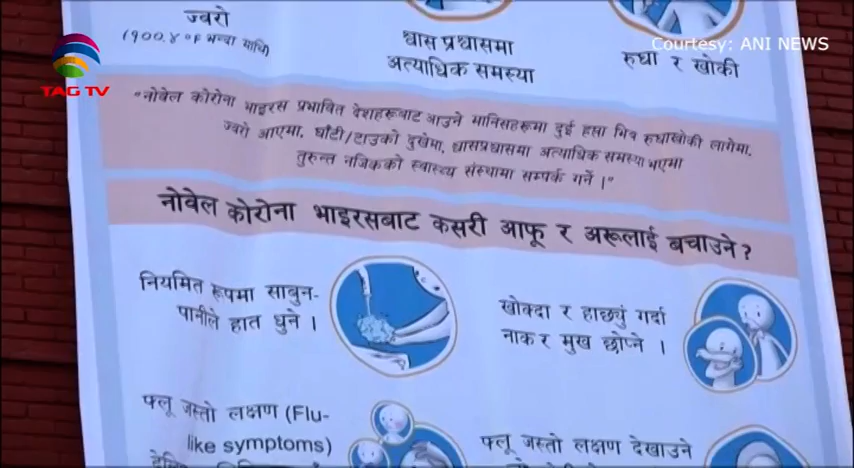 ज्वरो
(१००.४°F भन्दा माथि)
श्वास प्रश्वासमा
अत्याधिक समस्या
रुघा र खोकी
Courtesy: ANI NEWS
TAG TV
"नोवेल कोरोना भाइरस प्रभावित देशहरूबाट आउने मानिसहरूमा दुई हप्ता भित्र रुघाखोकी लागेमा,
ज्वरो आएमा, घाँटी/टाउको दुखेमा, श्वासप्रश्वासमा अत्याधिक समस्या भएमा
तुरुन्त नजिकको स्वास्थ्य संस्थामा सम्पर्क गर्ने ।"
नोवेल कोरोना भाइरसबाट कसरी आफू र अरूलाई बचाउने?
नियमित रूपमा साबुन-
पानीले हात धुने ।
खोक्दा र हाछ्युं गर्दा
नाक र मुख छोप्ने ।
फ्लू जस्तो लक्षण (Flu-
like symptoms)
फ्लू जस्तो लक्षण देखाउने